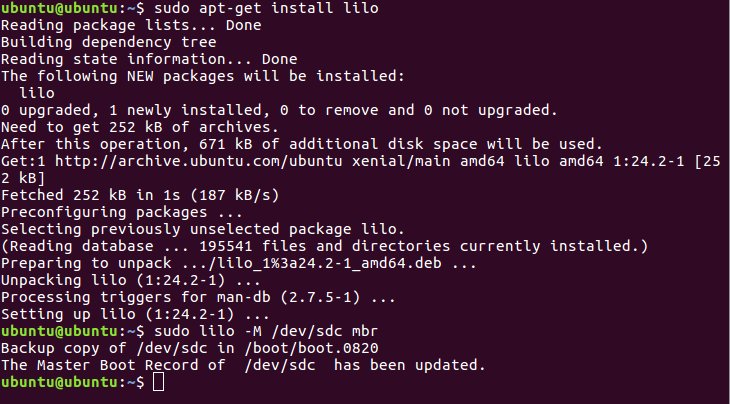 ubuntu@ubuntu:~$ sudo apt-get install lilo
Reading package lists... Done
Building dependency tree
Reading state information... Done
The following NEW packages will be installed:
  lilo
0 upgraded, 1 newly installed, 0 to remove and 0 not upgraded.
Need to get 252 kB of archives.
After this operation, 671 kB of additional disk space will be used.
Get:1 http://archive.ubuntu.com/ubuntu xenial/main amd64 lilo amd64 1:24.2-1 [25
2 kB]
Fetched 252 kB in 1s (187 kB/s)
Preconfiguring packages ...
Selecting previously unselected package lilo.
(Reading database ... 195541 files and directories currently installed.)
Preparing to unpack .../lilo_1%3a24.2-1_amd64.deb ...
Unpacking lilo (1:24.2-1) ...
Processing triggers for man-db (2.7.5-1) ...
Setting up lilo (1:24.2-1) ...
ubuntu@ubuntu:~$ sudo lilo -M /dev/sdc mbr
Backup copy of /dev/sdc in /boot/boot.0820
The Master Boot Record of  /dev/sdc  has been updated.
ubuntu@ubuntu:~$